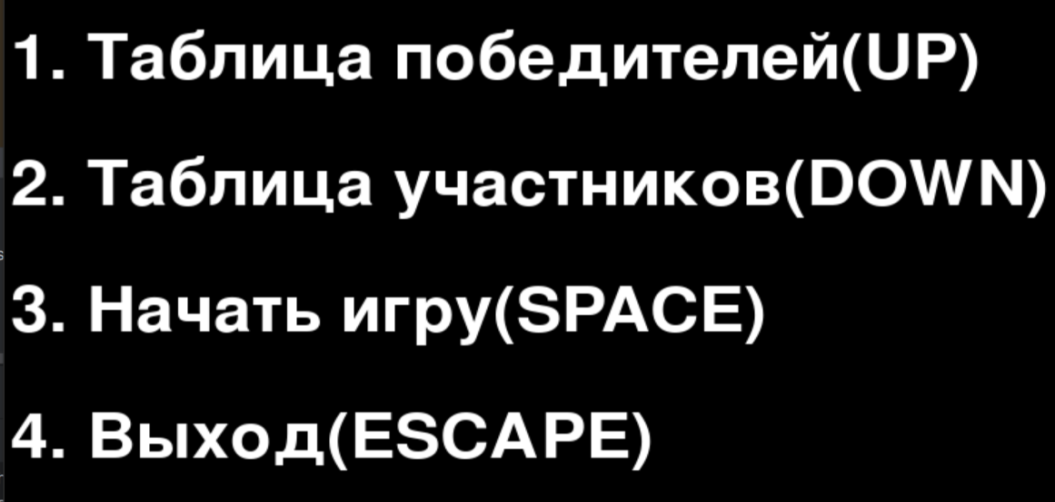 1. Таблица победителей(UP)
2. Таблица участников(DOWN)
3. Начать игру(SPACE)
4. Выход(ESCAPE)